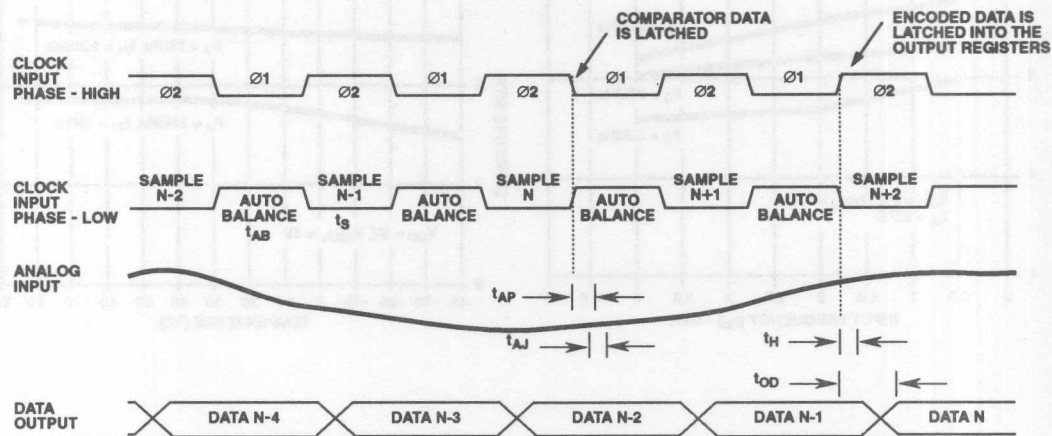 COMPARATOR DATA
IS LATCHED
ENCODED DATA IS
LATCHED INTO THE
OUTPUT REGISTERS
CLOCK
INPUT
PHASE - HIGH
Ø2 Ø1 Ø2 Ø1 Ø2 Ø1 Ø2 Ø1 Ø2
CLOCK
INPUT
PHASE - LOW
SAMPLE
N-2
AUTO
BALANCE
tAB
SAMPLE
N-1
tS
AUTO
BALANCE
SAMPLE
N
AUTO
BALANCE
SAMPLE
N+1
AUTO
BALANCE
SAMPLE
N+2
ANALOG
INPUT
tAP
tAJ
tH
tOD
DATA
OUTPUT
DATA N-4
DATA N-3
DATA N-2
DATA N-1
DATA N